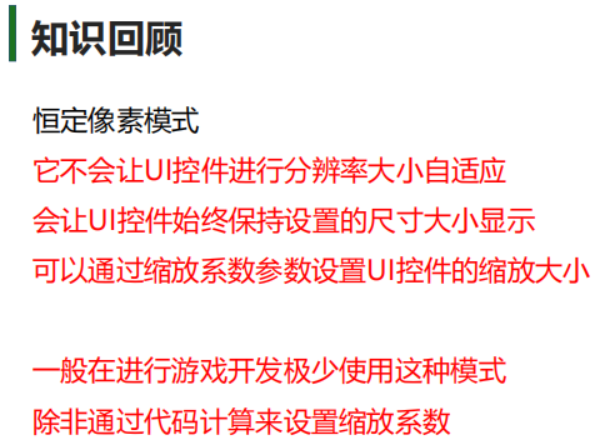 知识回顾
恒定像素模式
它不会让UI控件进行分辨率大小自适应
会让UI控件始终保持设置的尺寸大小显示
可以通过缩放系数参数设置UI控件的缩放大小
一般在进行游戏开发极少使用这种模式
除非通过代码计算来设置缩放系数